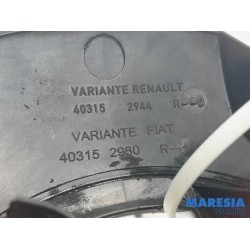 VARIANTE RENAULT
40315 2944 R
VARIANTE FIAT
40315 2980 R
MARESIA